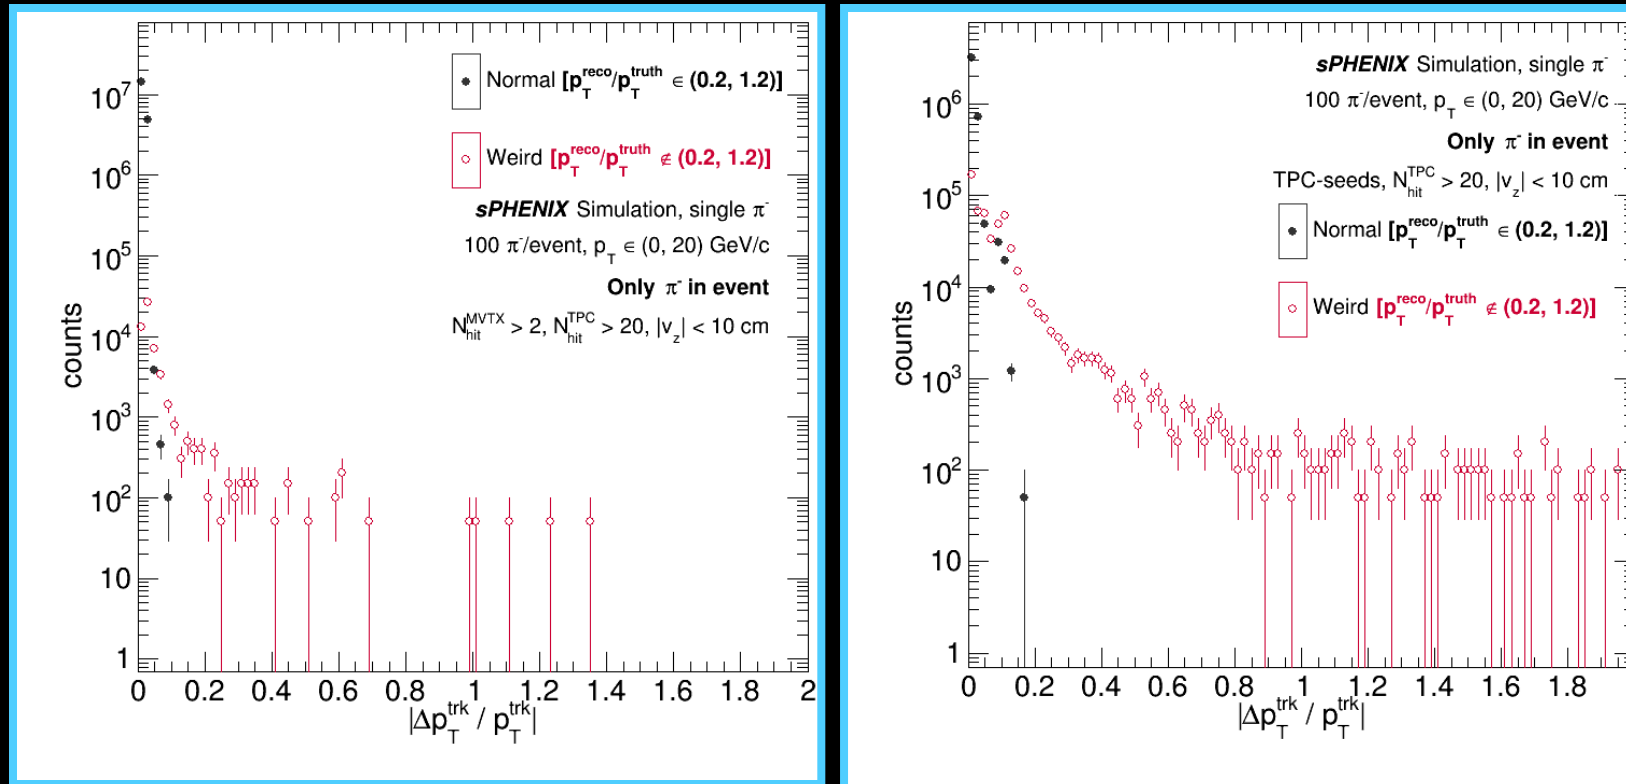 Normal [p_T^reco/p_T^truth ∈ (0.2, 1.2)]
Weird [p_T^reco/p_T^truth ∉ (0.2, 1.2)]
sPHENIX Simulation, single π⁻
100 π⁻/event, p_T ∈ (0, 20) GeV/c
Only π⁻ in event
N_hit^MVTX > 2, N_hit^TPC > 20, |v_z| < 10 cm
counts
10^7
10^6
10^5
10^4
10^3
10^2
10
1
0 0.2 0.4 0.6 0.8 1 1.2 1.4 1.6 1.8 2
|Δp_T^trk / p_T^trk|
sPHENIX Simulation, single π⁻
100 π⁻/event, p_T ∈ (0, 20) GeV/c
Only π⁻ in event
TPC-seeds, N_hit^TPC > 20, |v_z| < 10 cm
Normal [p_T^reco/p_T^truth ∈ (0.2, 1.2)]
Weird [p_T^reco/p_T^truth ∉ (0.2, 1.2)]
counts
10^6
10^5
10^4
10^3
10^2
10
1
0 0.2 0.4 0.6 0.8 1 1.2 1.4 1.6 1.8
|Δp_T^trk / p_T^trk|